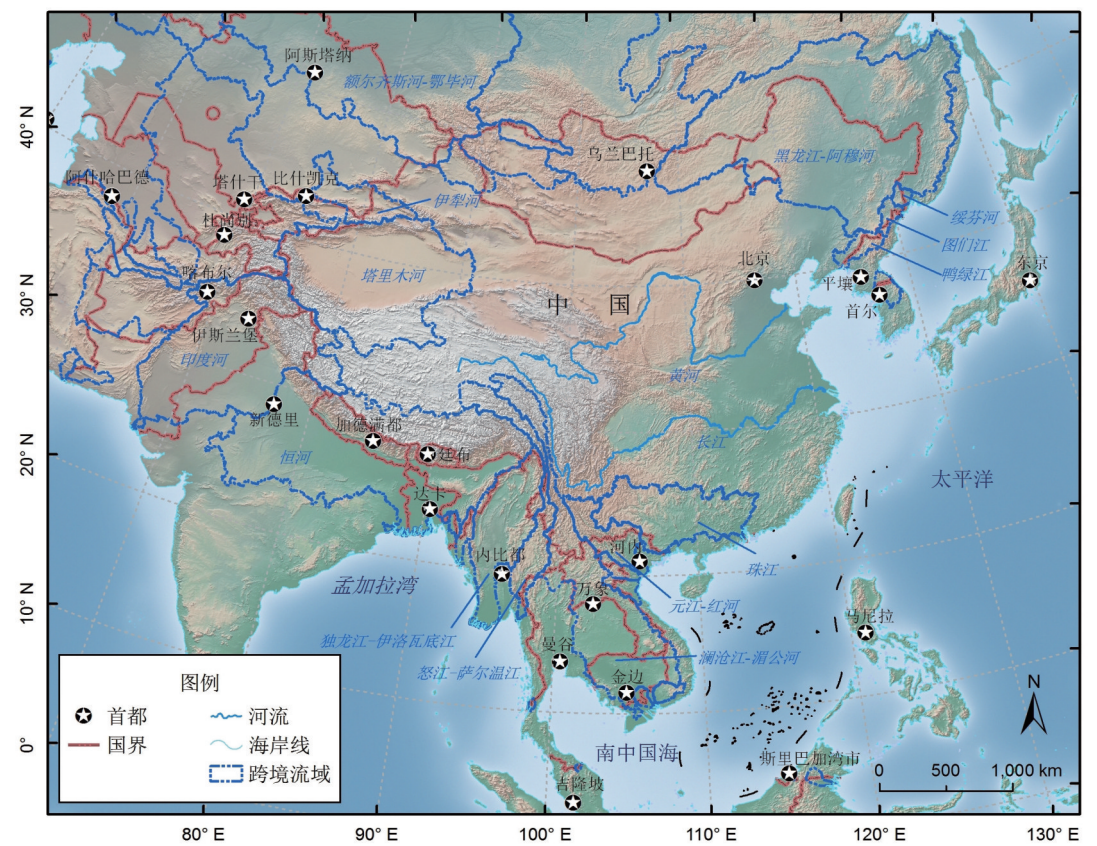 阿斯塔纳
额尔齐斯河-鄂毕河
40° N
乌兰巴托
黑龙江-阿穆河
阿什哈巴德
塔什干
比什凯克
伊犁河
绥芬河
杜尚别
图们江
喀布尔
塔里木河
北京
鸭绿江
东京
平壤
30° N
中 国
首尔
伊斯兰堡
印度河
黄河
新德里
加德满都
长江
20° N
恒河
廷布
太平洋
达卡
内比都
河内
珠江
孟加拉湾
万象
元江-红河
10° N
马尼拉
独龙江-伊洛瓦底江
曼谷
澜沧江-湄公河
怒江-萨尔温江
金边
图例
N
首都
河流
国界
海岸线
0°
南中国海
斯里巴加湾市
跨境流域
吉隆坡
0 500 1,000 km
80° E
90° E
100° E
110° E
120° E
130° E